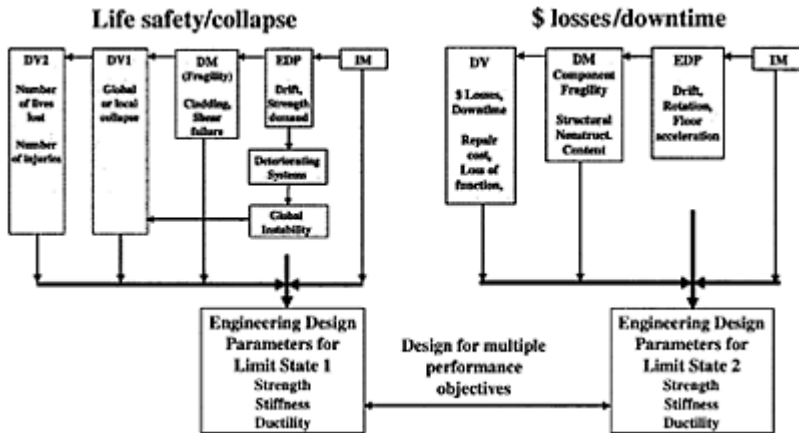 Life safety/collapse
DV2
Number
of lives
lost
Number
of injuries
DV1
Global
or local
collapse
DM
(Fragility)
Cladding,
Shear
failure
EDP
Drift,
Strength
demand
IM
Deteriorating
Systems
Global
Instability
Engineering Design
Parameters for
Limit State 1
Strength
Stiffness
Ductility
Design for multiple
performance
objectives
$ losses/downtime
DV
$ Losses,
Downtime
Repair
cost,
Loss of
function,
DM
Component
Fragility
Structural
Nonstruct.
Content
EDP
Drift,
Rotation,
Floor
acceleration
IM
Engineering Design
Parameters for
Limit State 2
Strength
Stiffness
Ductility